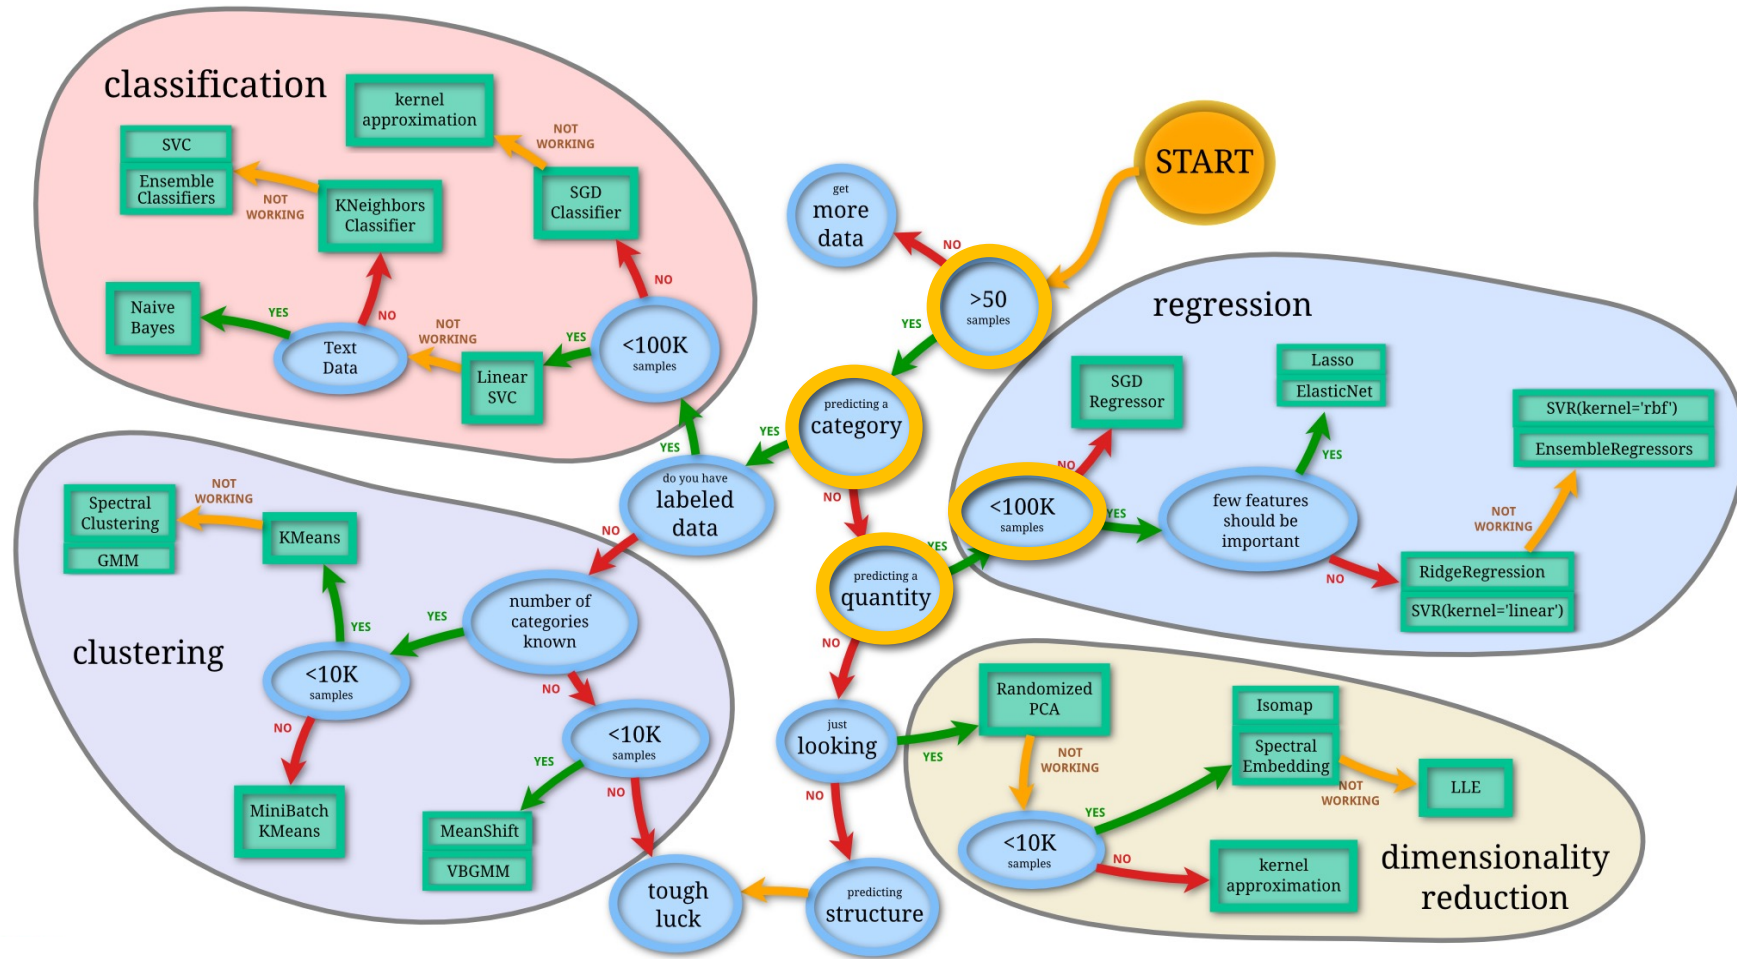 classification
kernel
approximation
NOT
WORKING
SVC
Ensemble
Classifiers
NOT
WORKING
KNeighbors
Classifier
SGD
Classifier
NO
Naive
Bayes
YES
NO
Text
Data
NOT
WORKING
Linear
SVC
YES
<100K
samples
YES
START
get
more
data
NO
>50
samples
YES
predicting a
category
YES
NO
do you have
labeled
data
NO
predicting a
quantity
YES
NO
just
looking
YES
NO
predicting
structure
tough
luck
regression
SGD
Regressor
NO
<100K
samples
YES
Lasso
ElasticNet
YES
few features
should be
important
NO
SVR(kernel='rbf')
EnsembleRegressors
NOT
WORKING
RidgeRegression
SVR(kernel='linear')
clustering
Spectral
Clustering
GMM
NOT
WORKING
KMeans
YES
<10K
samples
NO
MiniBatch
KMeans
YES
number of
categories
known
NO
<10K
samples
YES
NO
MeanShift
VBGMM
Randomized
PCA
NOT
WORKING
<10K
samples
YES
NO
Isomap
Spectral
Embedding
NOT
WORKING
LLE
kernel
approximation
dimensionality
reduction